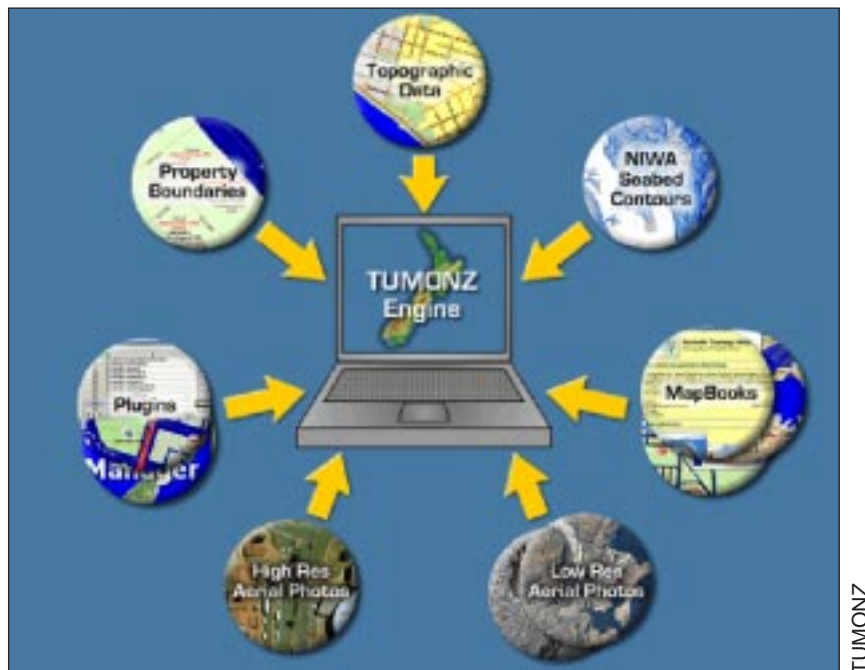 Topographic
Data
Property
Boundaries
NIWA
Seabed
Contours
TUMONZ
Engine
Plugins
Manager
MapBooks
High Res
Aerial Photos
Low Res
Aerial Photos
TUMONZ